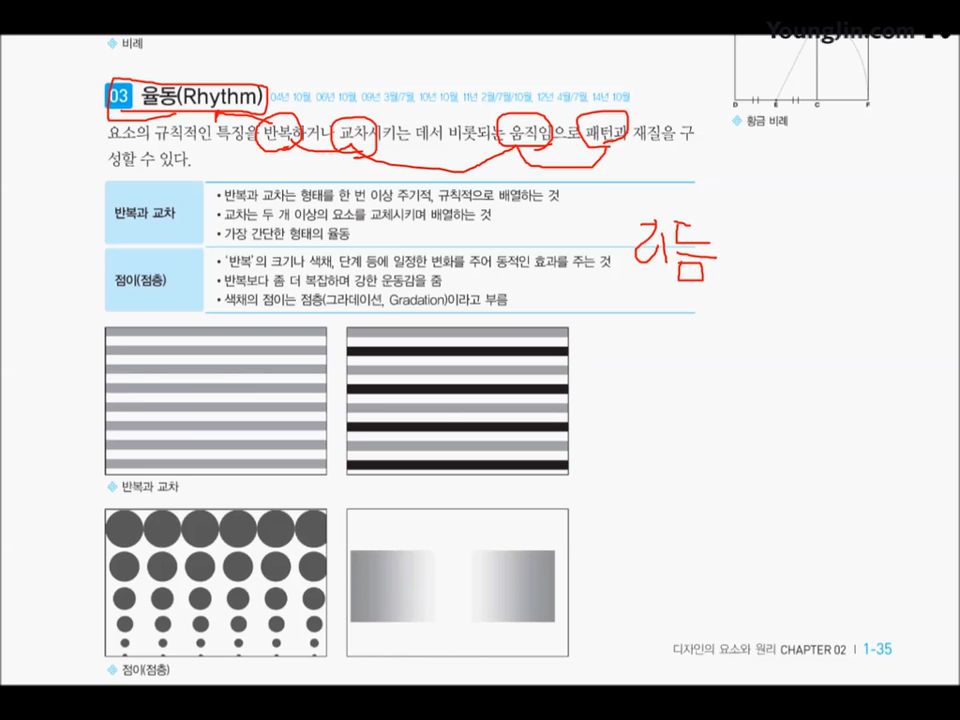 YoungJin.com
비례
D E C F
황금 비례
03 율동(Rhythm) 04년 10월, 06년 10월, 09년 3월/7월, 10년 10월, 11년 2월/7월/10월, 12년 4월/7월, 14년 10월
요소의 규칙적인 특징을 반복하거나 교차시키는 데서 비롯되는 움직임으로 패턴과 재질을 구
성할 수 있다.
반복과 교차
• 반복과 교차는 형태를 한 번 이상 주기적, 규칙적으로 배열하는 것
• 교차는 두 개 이상의 요소를 교체시키며 배열하는 것
• 가장 간단한 형태의 율동
리듬
점이(점층)
• '반복'의 크기나 색채, 단계 등에 일정한 변화를 주어 동적인 효과를 주는 것
• 반복보다 좀 더 복잡하며 강한 운동감을 줌
• 색채의 점이는 점층(그라데이션, Gradation)이라고 부름
반복과 교차
점이(점층)
디자인의 요소와 원리 CHAPTER 02 | 1-35